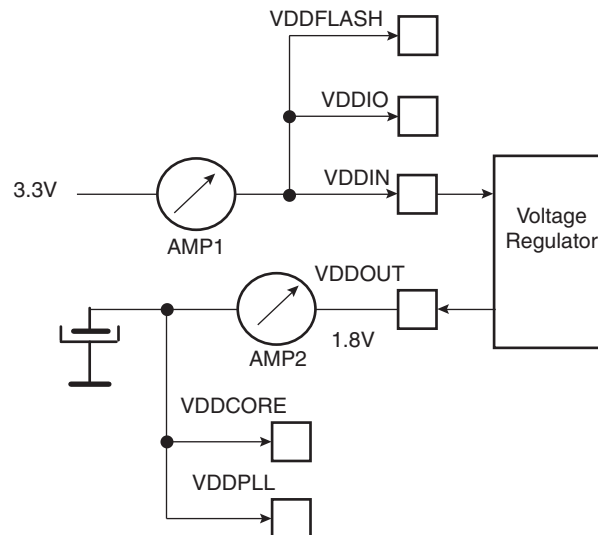 VDDFLASH
VDDIO
3.3V
VDDIN
AMP1
Voltage
Regulator
VDDOUT
AMP2
1.8V
VDDCORE
VDDPLL